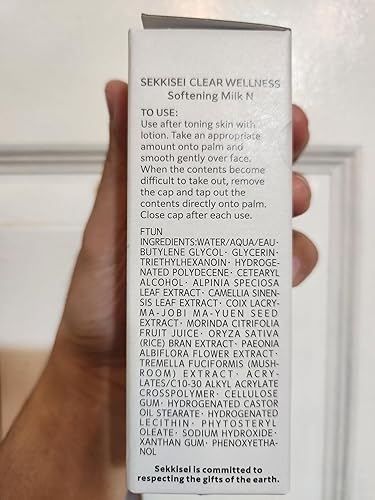 SEKKISEI CLEAR WELLNESS
Softening Milk N
TO USE:
Use after toning skin with
lotion. Take an appropriate
amount onto palm and
smooth gently over face.
When the contents become
difficult to take out, remove
the cap and tap out the
contents directly onto palm.
Close cap after each use.
FTUN
INGREDIENTS:WATER/AQUA/EAU·
BUTYLENE GLYCOL· GLYCERIN·
TRIETHYLHEXANOIN· HYDROGE-
NATED POLYDECENE· CETEARYL
ALCOHOL· ALPINIA SPECIOSA
LEAF EXTRACT· CAMELLIA SINEN-
SIS LEAF EXTRACT· COIX LACRY-
MA-JOBI MA-YUEN SEED
EXTRACT· MORINDA CITRIFOLIA
FRUIT JUICE· ORYZA SATIVA
(RICE) BRAN EXTRACT· PAEONIA
ALBIFLORA FLOWER EXTRACT·
TREMELLA FUCIFORMIS (MUSH-
ROOM) EXTRACT· ACRY-
LATES/C10-30 ALKYL ACRYLATE
CROSSPOLYMER· CELLULOSE
GUM· HYDROGENATED CASTOR
OIL STEARATE· HYDROGENATED
LECITHIN· PHYTOSTERYL
OLEATE· SODIUM HYDROXIDE·
XANTHAN GUM· PHENOXYETHA-
NOL
Sekkisei is committed to
respecting the gifts of the earth.